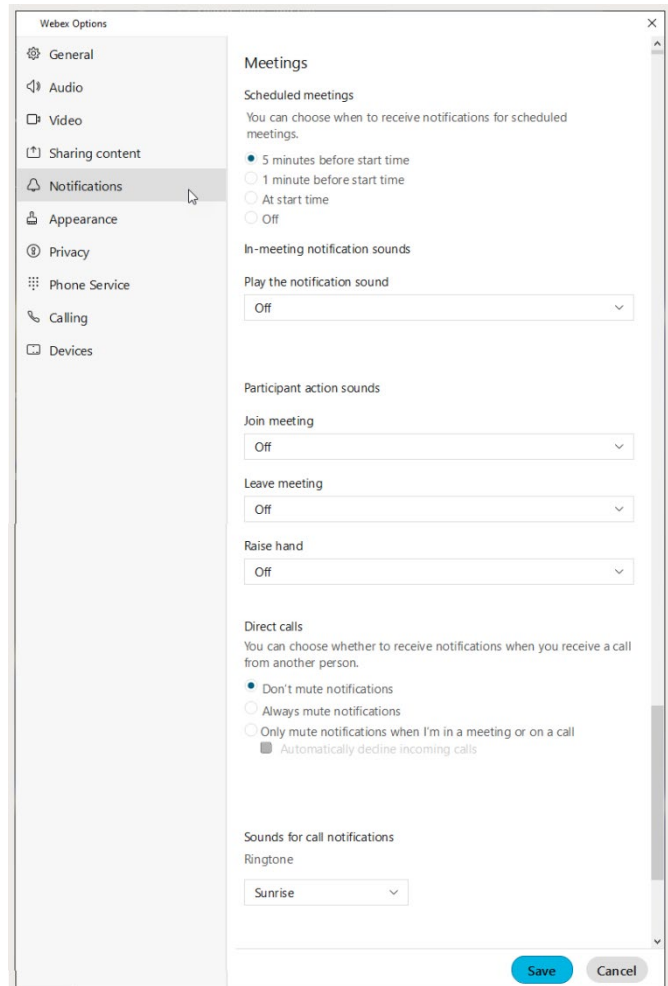 Webex Options
General
Audio
Video
Sharing content
Notifications
Appearance
Privacy
Phone Service
Calling
Devices
Meetings
Scheduled meetings
You can choose when to receive notifications for scheduled
meetings.
5 minutes before start time
1 minute before start time
At start time
Off
In-meeting notification sounds
Play the notification sound
Off
Participant action sounds
Join meeting
Off
Leave meeting
Off
Raise hand
Off
Direct calls
You can choose whether to receive notifications when you receive a call
from another person.
Don't mute notifications
Always mute notifications
Only mute notifications when I'm in a meeting or on a call
Automatically decline incoming calls
Sounds for call notifications
Ringtone
Sunrise
Save Cancel